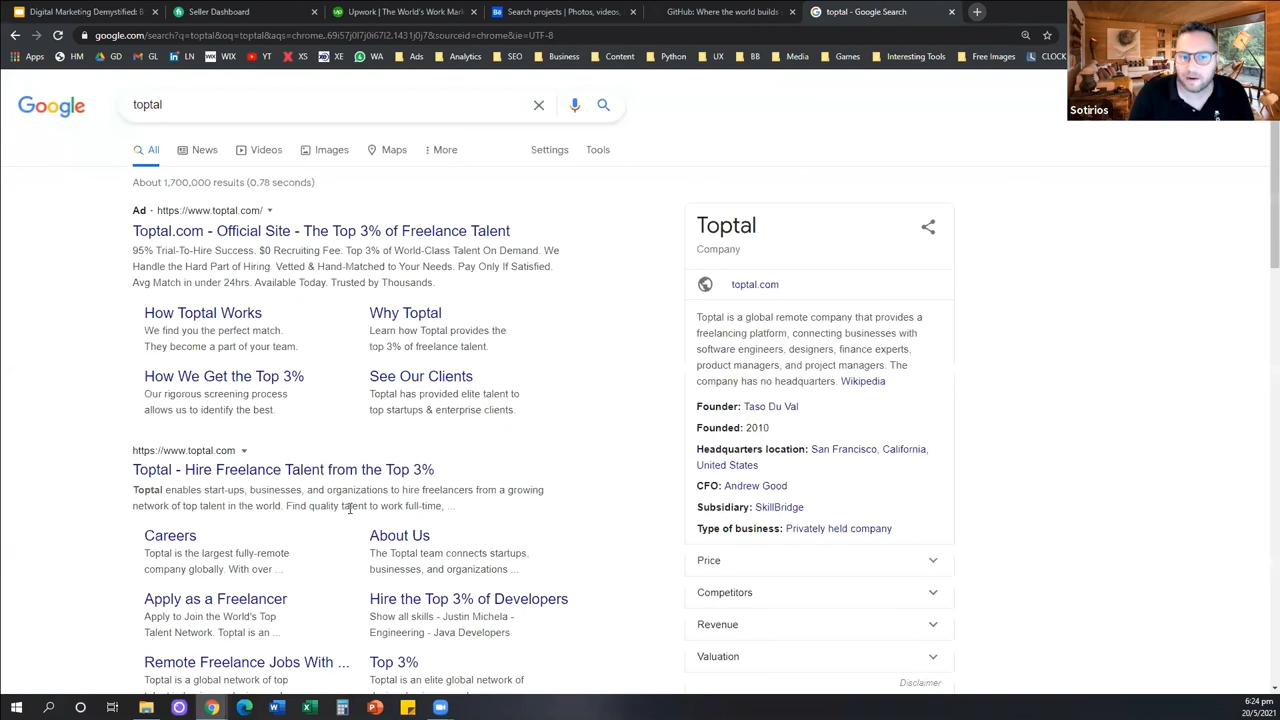 Digital Marketing Demystified: B
Seller Dashboard
Upwork | The World's Work Mar
Search projects | Photos, videos,
GitHub: Where the world builds
toptal - Google Search
google.com/search?q=toptal&oq=toptal&aqs=chrome..69i57j0l7j0i67l2.1431j0j7&sourceid=chrome&ie=UTF-8
Apps HM GD GL LN WIX YT XS XE WA Ads Analytics SEO Business Content Python UX BB Media Games Interesting Tools Free Images CLOCK
Sotirios
Google
toptal
All News Videos Images Maps More Settings Tools
About 1,700,000 results (0.78 seconds)
Ad · https://www.toptal.com/
Toptal.com - Official Site - The Top 3% of Freelance Talent
95% Trial-To-Hire Success. $0 Recruiting Fee. Top 3% of World-Class Talent On Demand. We
Handle the Hard Part of Hiring. Vetted & Hand-Matched to Your Needs. Pay Only If Satisfied.
Avg Match in under 24hrs. Available Today. Trusted by Thousands.
How Toptal Works
We find you the perfect match.
They become a part of your team.
Why Toptal
Learn how Toptal provides the
top 3% of freelance talent.
How We Get the Top 3%
Our rigorous screening process
allows us to identify the best.
See Our Clients
Toptal has provided elite talent to
top startups & enterprise clients.
https://www.toptal.com
Toptal - Hire Freelance Talent from the Top 3%
Toptal enables start-ups, businesses, and organizations to hire freelancers from a growing
network of top talent in the world. Find quality talent to work full-time, ...
Careers
Toptal is the largest fully-remote
company globally. With over ...
About Us
The Toptal team connects startups,
businesses, and organizations ...
Apply as a Freelancer
Apply to Join the World's Top
Talent Network. Toptal is an ...
Hire the Top 3% of Developers
Show all skills - Justin Michela -
Engineering - Java Developers
Remote Freelance Jobs With ...
Toptal is a global network of top
Top 3%
Toptal is an elite global network of
Toptal
Company
toptal.com
Toptal is a global remote company that provides a
freelancing platform, connecting businesses with
software engineers, designers, finance experts,
product managers, and project managers. The
company has no headquarters. Wikipedia
Founder: Taso Du Val
Founded: 2010
Headquarters location: San Francisco, California,
United States
CFO: Andrew Good
Subsidiary: SkillBridge
Type of business: Privately held company
Price
Competitors
Revenue
Valuation
Disclaimer
6:24 pm
20/5/2021